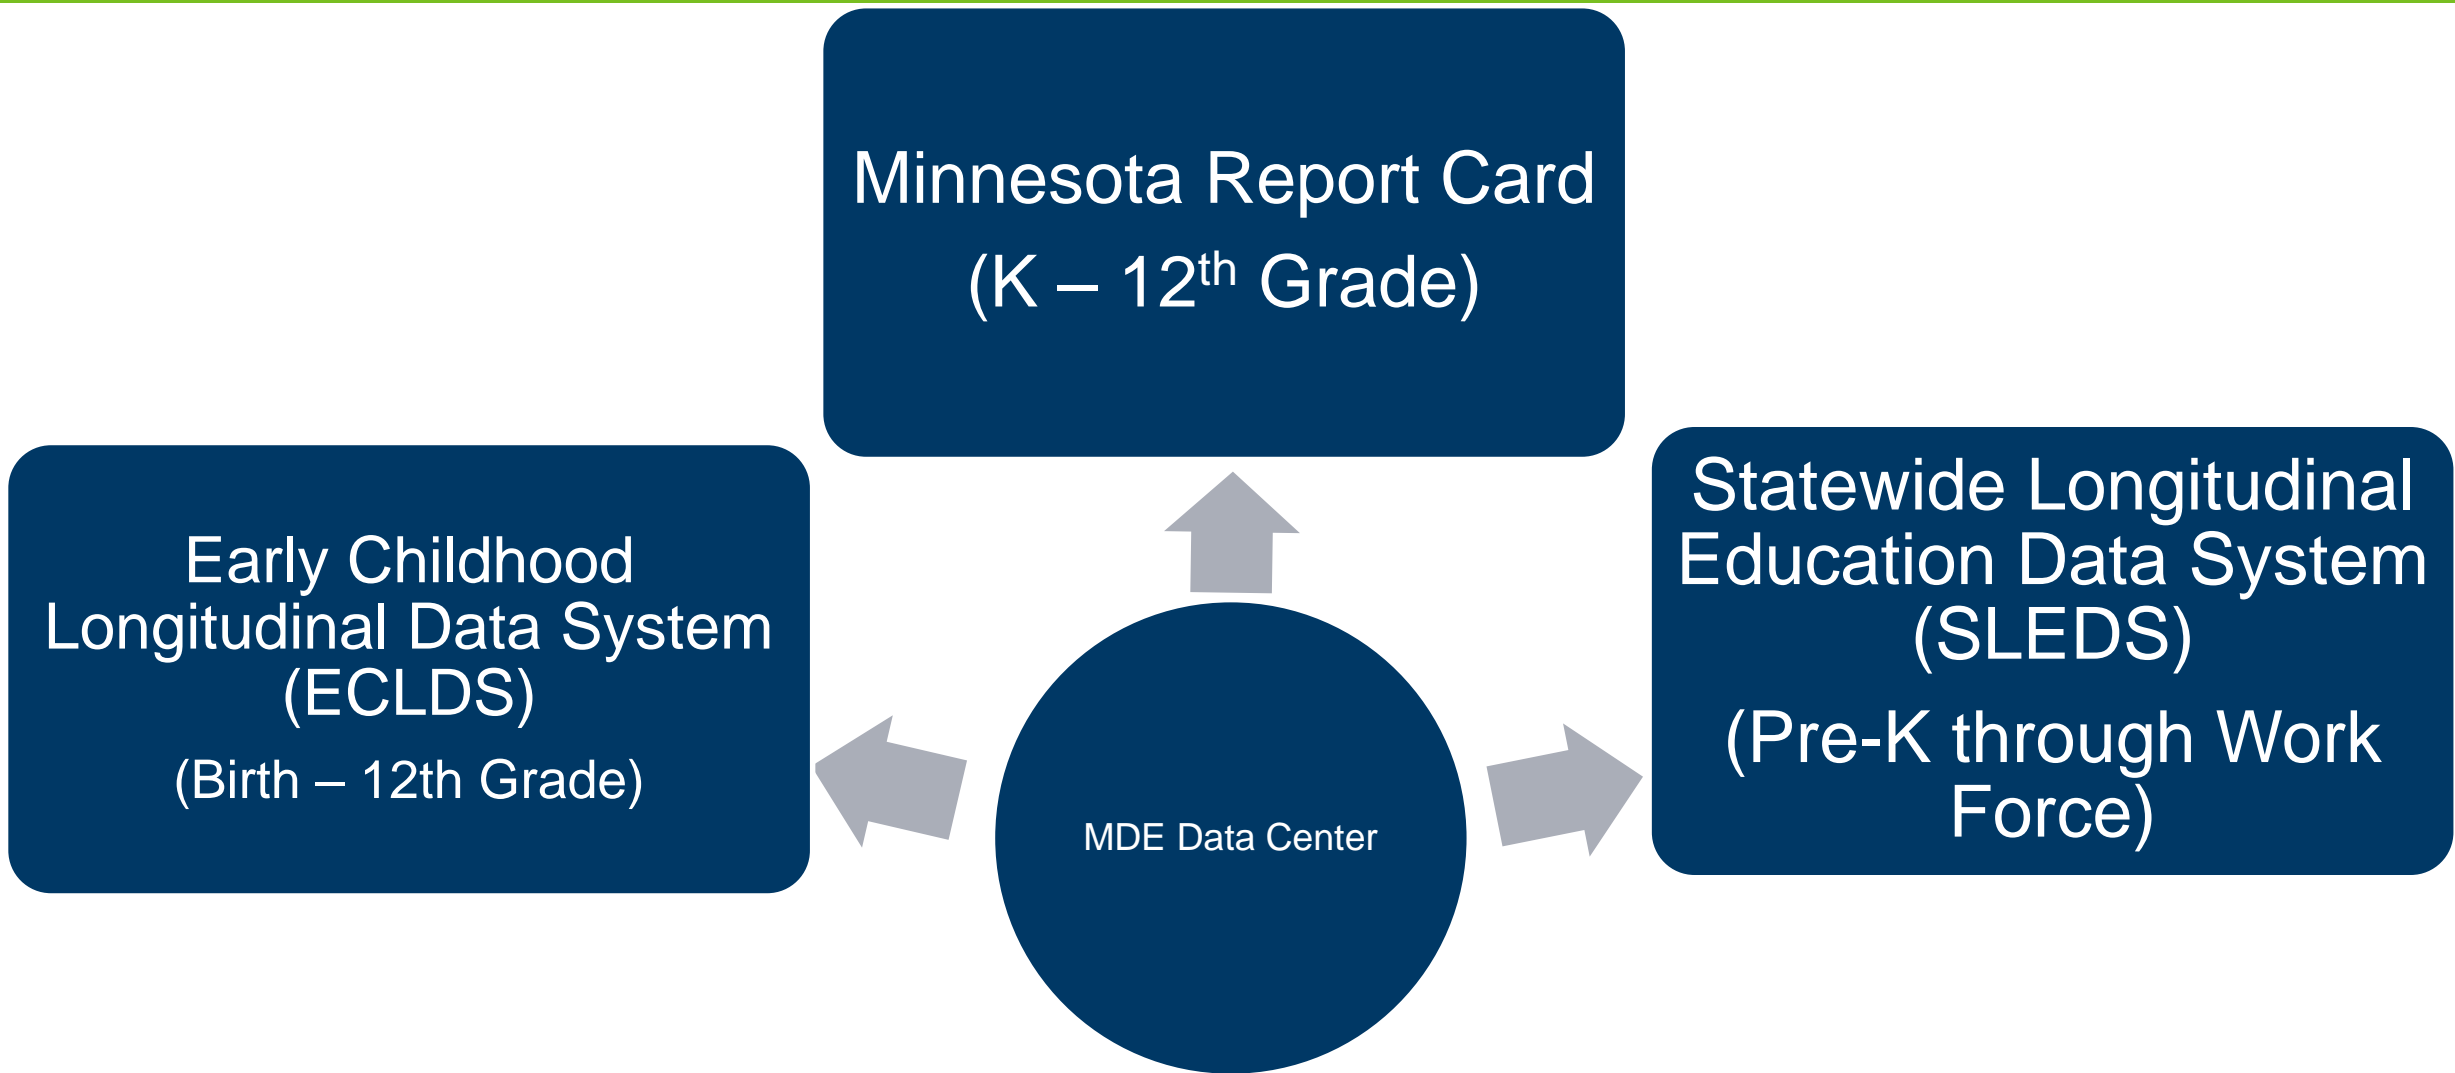 Minnesota Report Card
(K – 12th Grade)
Early Childhood
Longitudinal Data System
(ECLDS)
(Birth – 12th Grade)
Statewide Longitudinal
Education Data System
(SLEDS)
(Pre-K through Work
Force)
MDE Data Center